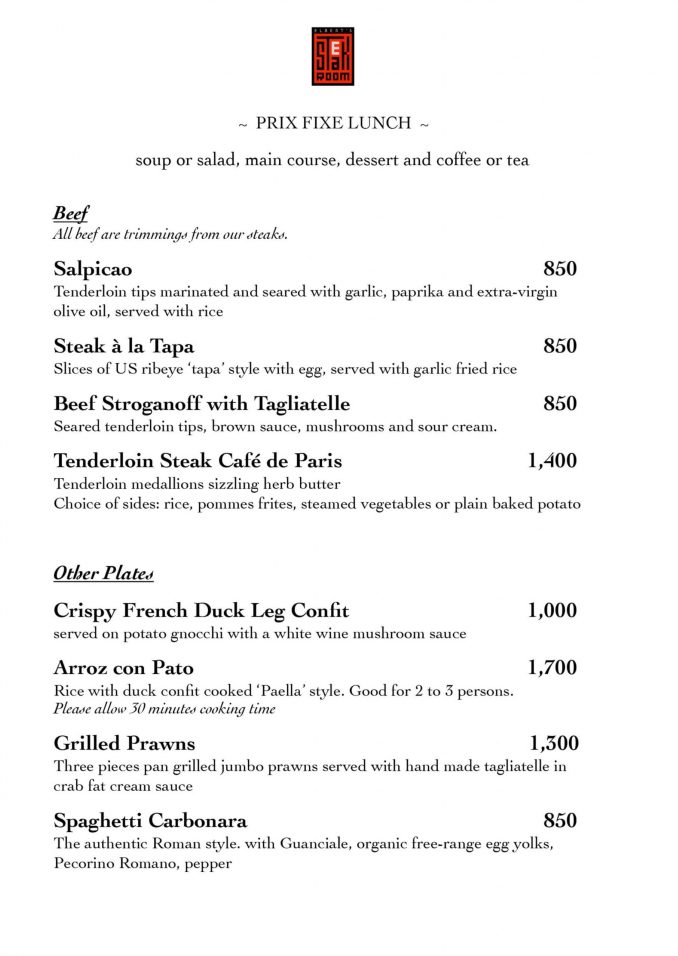 ELBERT'S
STEAK
ROOM
~ PRIX FIXE LUNCH ~
soup or salad, main course, dessert and coffee or tea
Beef
All beef are trimmings from our steaks.
Salpicao 850
Tenderloin tips marinated and seared with garlic, paprika and extra-virgin
olive oil, served with rice
Steak à la Tapa 850
Slices of US ribeye ‘tapa’ style with egg, served with garlic fried rice
Beef Stroganoff with Tagliatelle 850
Seared tenderloin tips, brown sauce, mushrooms and sour cream.
Tenderloin Steak Café de Paris 1,400
Tenderloin medallions sizzling herb butter
Choice of sides: rice, pommes frites, steamed vegetables or plain baked potato
Other Plates
Crispy French Duck Leg Confit 1,000
served on potato gnocchi with a white wine mushroom sauce
Arroz con Pato 1,700
Rice with duck confit cooked ‘Paella’ style. Good for 2 to 3 persons.
Please allow 30 minutes cooking time
Grilled Prawns 1,300
Three pieces pan grilled jumbo prawns served with hand made tagliatelle in
crab fat cream sauce
Spaghetti Carbonara 850
The authentic Roman style. with Guanciale, organic free-range egg yolks,
Pecorino Romano, pepper